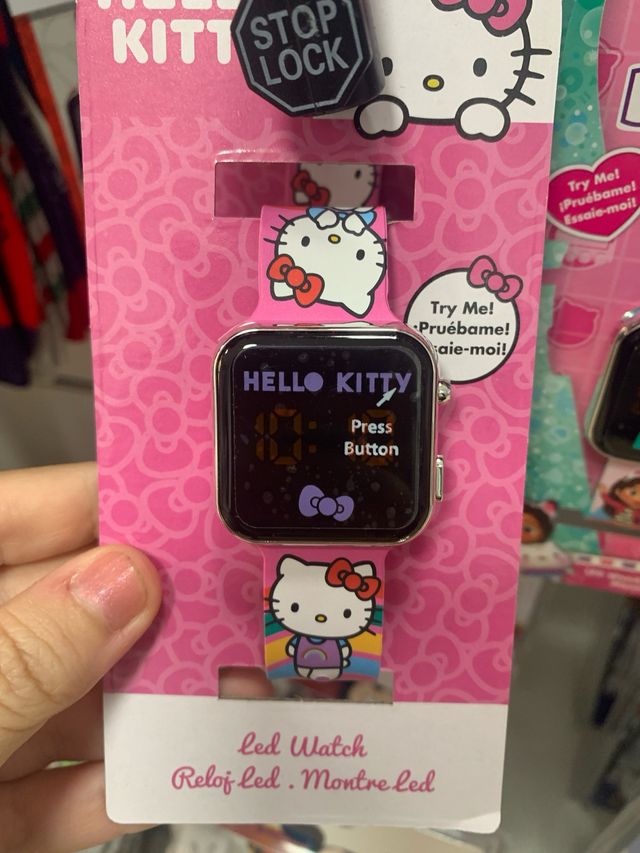 KITT
STOP
LOCK
Try Me!
¡Pruébame!
Essaie-moi!
Try Me!
Pruébame!
aie-moi!
HELLO KITTY
Press
Button
Led Watch
Reloj Led . Montre Led